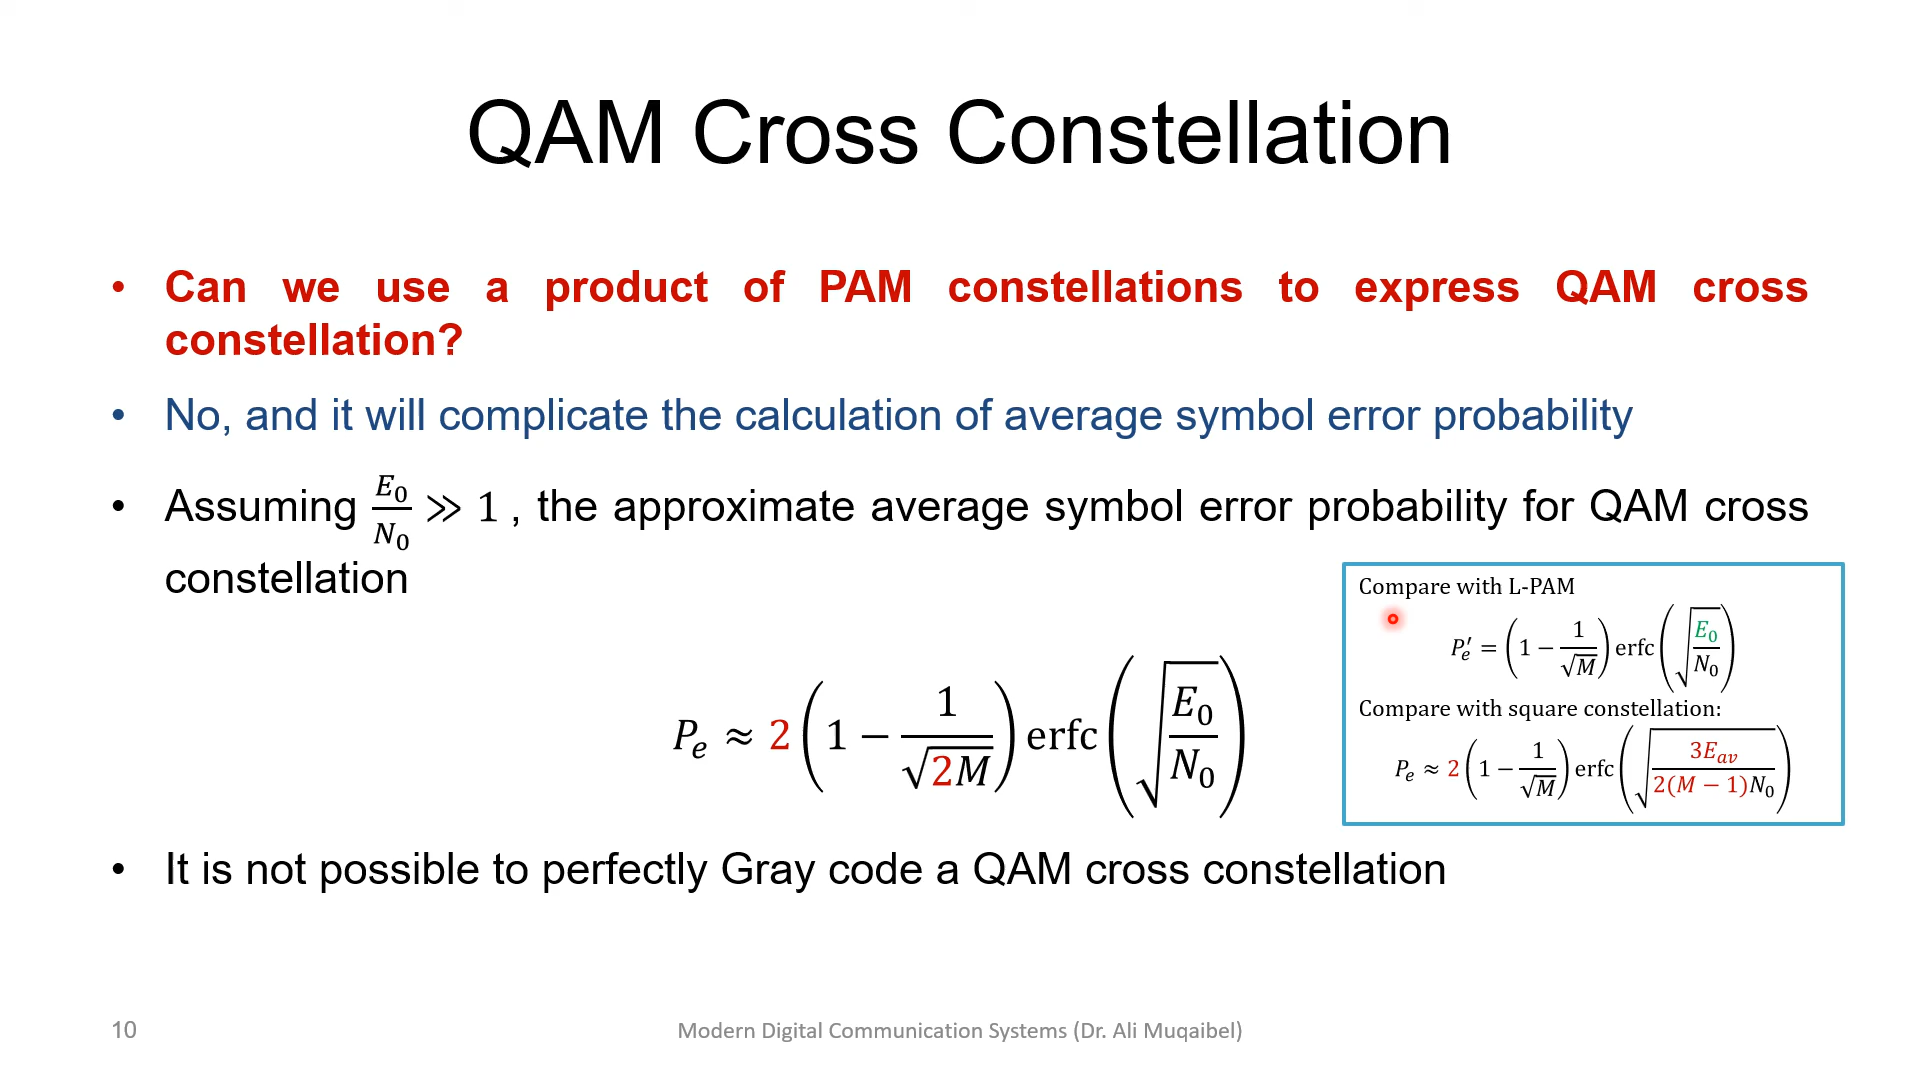 QAM Cross Constellation
• Can we use a product of PAM constellations to express QAM cross
constellation?
• No, and it will complicate the calculation of average symbol error probability
• Assuming E₀/N₀ ≫ 1 , the approximate average symbol error probability for QAM cross
constellation
Pₑ ≈ 2 (1 − 1/√(2M)) erfc (√(E₀/N₀))
Compare with L-PAM
P′ₑ = (1 − 1/√M) erfc (√(E₀/N₀))
Compare with square constellation:
Pₑ ≈ 2 (1 − 1/√M) erfc (√(3Eₐᵥ/2(M − 1)N₀))
• It is not possible to perfectly Gray code a QAM cross constellation
10
Modern Digital Communication Systems (Dr. Ali Muqaibel)